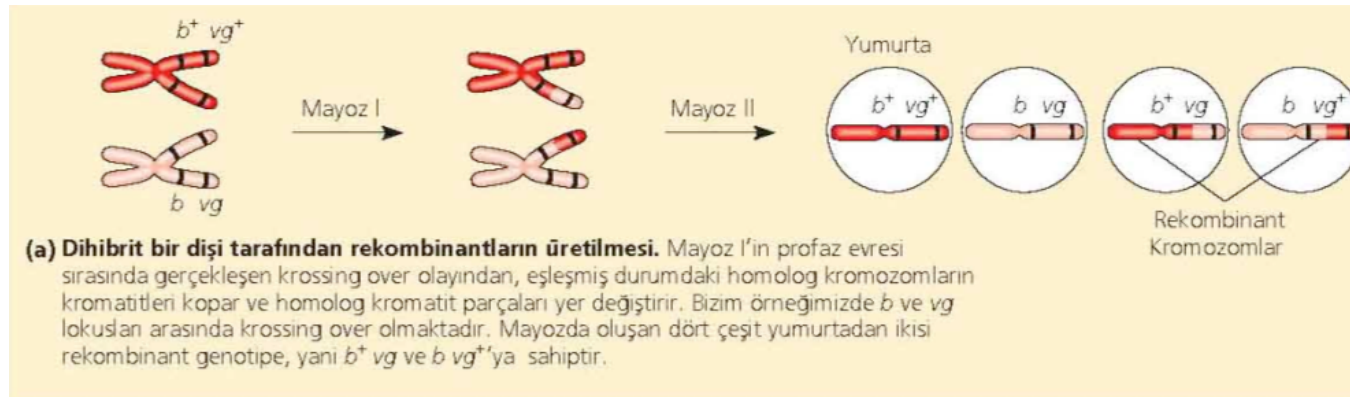 b⁺ vg⁺
b vg
Mayoz I
Mayoz II
Yumurta
b⁺ vg⁺
b vg
b⁺ vg
b vg⁺
Rekombinant
Kromozomlar
(a) Dihibrit bir dişi tarafından rekombinantların üretilmesi. Mayoz I'in profaz evresi
sırasında gerçekleşen krossing over olayından, eşleşmiş durumdaki homolog kromozomların
kromatitleri kopar ve homolog kromatit parçaları yer değiştirir. Bizim örneğimizde b ve vg
lokusları arasında krossing over olmaktadır. Mayozda oluşan dört çeşit yumurtadan ikisi
rekombinant genotipe, yani b⁺ vg ve b vg⁺'ya sahiptir.